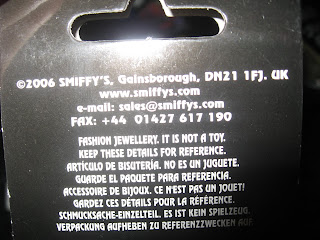 ©2006 SMIFFY'S, Gainsborough, DN21 1FJ. UK
www.smiffys.com
e-mail: sales@smiffys.com
FAX: +44 01427 617 190
FASHION JEWELLERY. IT IS NOT A TOY.
KEEP THESE DETAILS FOR REFERENCE.
ARTÍCULO DE BISUTERÍA. NO ES UN JUGUETE.
GUARDE EL PAQUETE PARA REFERENCIA.
ACCESSOIRE DE BIJOUX. CE N'EST PAS UN JOUET!
GARDEZ CES DÉTAILS POUR LA RÉFÉRENCE.
SCHMUCKSACHE-EINZELTEIL. ES IST KEIN SPIELZEUG.
VERPACKUNG AUFHEBEN ZU REFERENZZWECKEN AUF